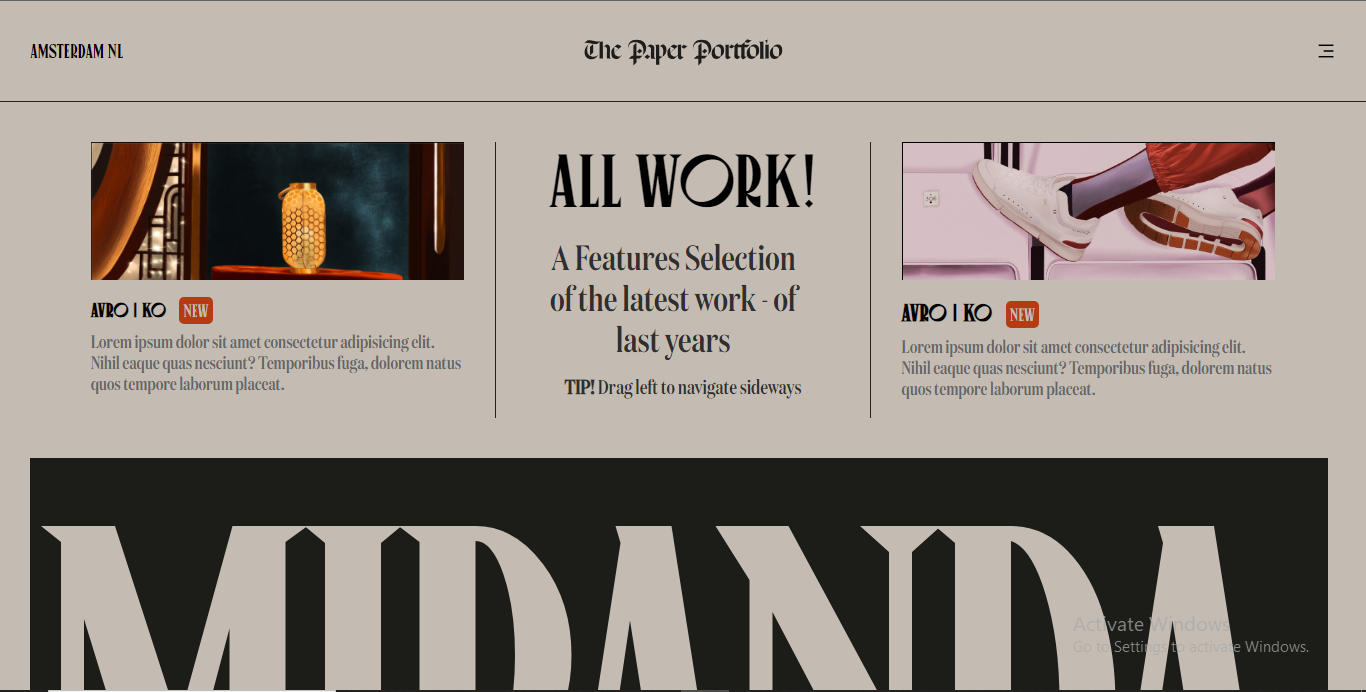 AMSTERDAM NL
The Paper Portfolio
AVRO | KO NEW
Lorem ipsum dolor sit amet consectetur adipisicing elit.
Nihil eaque quas nesciunt? Temporibus fuga, dolorem natus
quos tempore laborum placeat.
ALL WORK!
A Features Selection
of the latest work - of
last years
TIP! Drag left to navigate sideways
AVRO | KO NEW
Lorem ipsum dolor sit amet consectetur adipisicing elit.
Nihil eaque quas nesciunt? Temporibus fuga, dolorem natus
quos tempore laborum placeat.
MIRANDA
Activate Windows
Go to Settings to activate Windows.